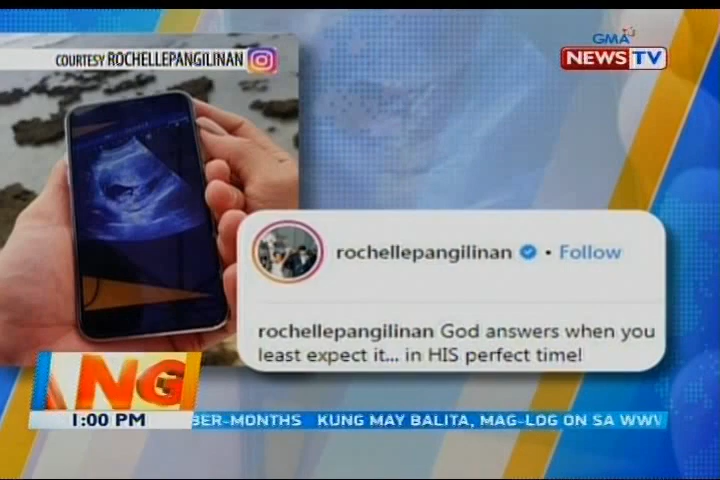 COURTESY ROCHELLEPANGILINAN
GMA
NEWS TV
rochellepangilinan • Follow
rochellepangilinan God answers when you
least expect it... in HIS perfect time!
NG
1:00 PM
BER-MONTHS KUNG MAY BALITA, MAG-LOG ON SA WWW